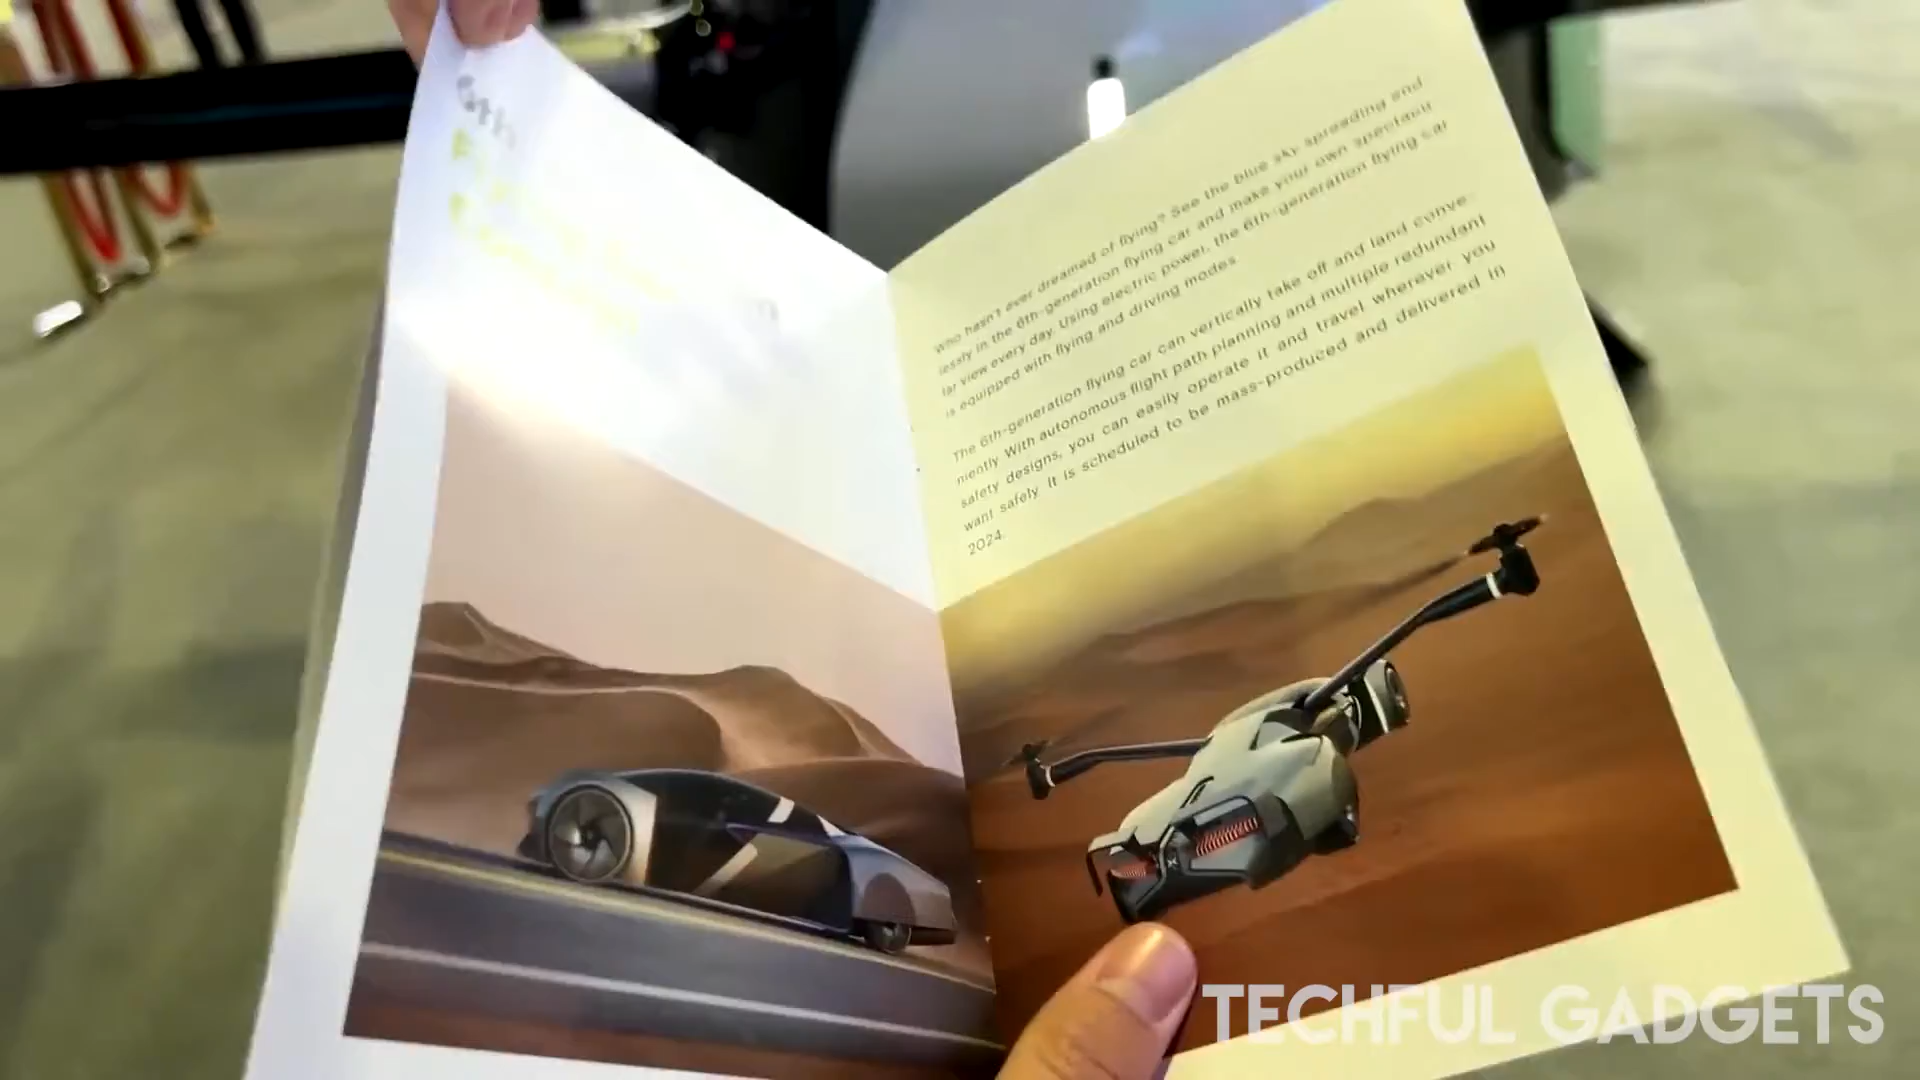 6th
Who hasn't ever dreamed of flying? See the blue sky spreading end
lessly in the 6th-generation flying car and make your own spectacu
lar view every day. Using electric power, the 6th-generation flying car
is equipped with flying and driving modes
The 6th-generation flying car can vertically take off and land conve-
niently With autonomous flight path planning and multiple redundant
safety designs, you can easily operate it and travel wherever you
want safely It is scheduled to be mass-produced and delivered in
2024.
TECHFUL GADGETS